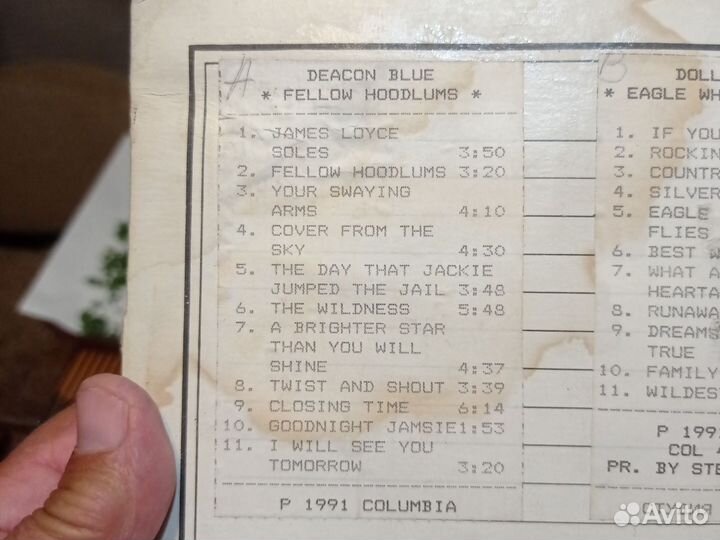 A
DEACON BLUE
* FELLOW HOODLUMS *
1. JAMES LOYCE
SOLES 3:50
2. FELLOW HOODLUMS 3:20
3. YOUR SWAYING
ARMS 4:10
4. COVER FROM THE
SKY 4:30
5. THE DAY THAT JACKIE
JUMPED THE JAIL 3:48
6. THE WILDNESS 5:48
7. A BRIGHTER STAR
THAN YOU WILL
SHINE 4:37
8. TWIST AND SHOUT 3:39
9. CLOSING TIME 6:14
10. GOODNIGHT JAMSIE1:53
11. I WILL SEE YOU
TOMORROW 3:20
P 1991 COLUMBIA
B
DOLL
* EAGLE WH
1. IF YOU
2. ROCKIN
3. COUNTR
4. SILVER
5. EAGLE
FLIES
6. BEST W
7. WHAT A
HEARTA
8. RUNAWA
9. DREAMS
TRUE
10. FAMILY
11. WILDES
P 199
COL 4
PR. BY STE
Avito